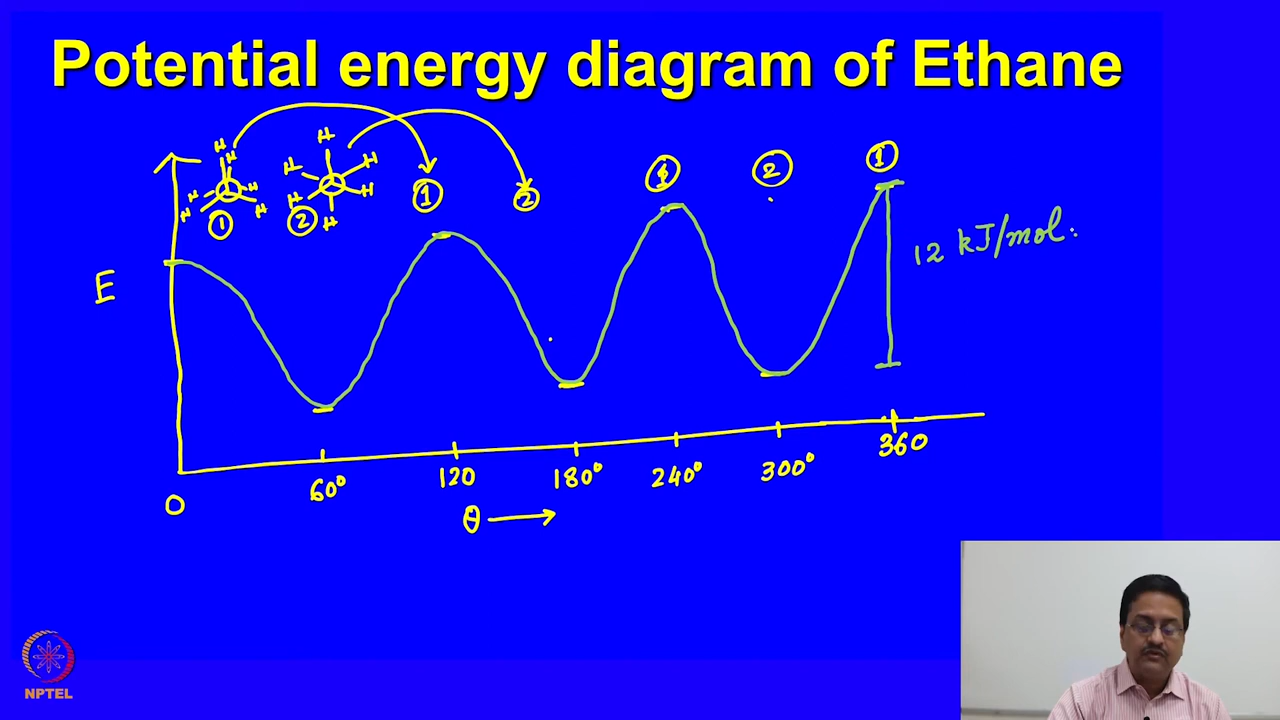 Potential energy diagram of Ethane
H H H H H H
①
H H H H H H
②
①
②
①
②
①
E
12 kJ/mol.
0
60°
120
180°
240°
300°
360
θ →
NPTEL